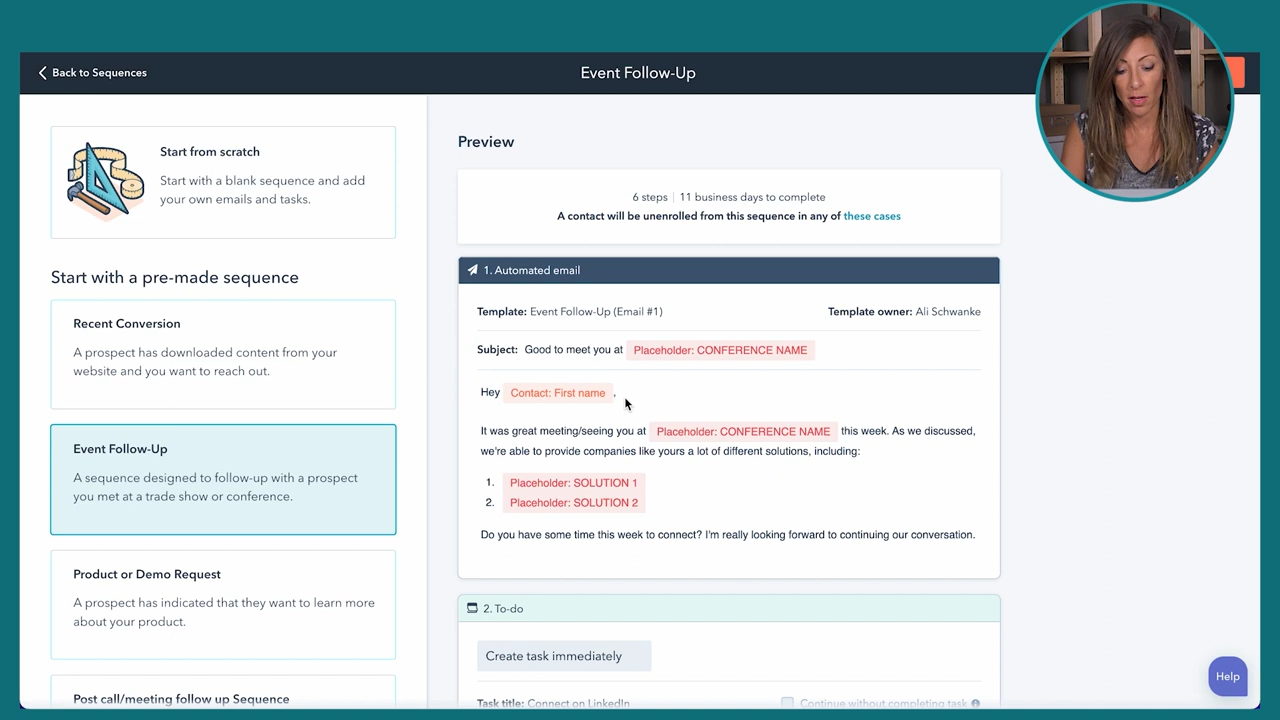 Back to Sequences
Event Follow-Up
Start from scratch
Start with a blank sequence and add
your own emails and tasks.
Start with a pre-made sequence
Recent Conversion
A prospect has downloaded content from your
website and you want to reach out.
Event Follow-Up
A sequence designed to follow-up with a prospect
you met at a trade show or conference.
Product or Demo Request
A prospect has indicated that they want to learn more
about your product.
Post call/meeting follow up Sequence
Preview
6 steps | 11 business days to complete
A contact will be unenrolled from this sequence in any of these cases
1. Automated email
Template: Event Follow-Up (Email #1) Template owner: Ali Schwanke
Subject: Good to meet you at Placeholder: CONFERENCE NAME
Hey Contact: First name ,
It was great meeting/seeing you at Placeholder: CONFERENCE NAME this week. As we discussed,
we're able to provide companies like yours a lot of different solutions, including:
1. Placeholder: SOLUTION 1
2. Placeholder: SOLUTION 2
Do you have some time this week to connect? I'm really looking forward to continuing our conversation.
2. To-do
Create task immediately
Task title: Connect on LinkedIn Continue without completing task
Help